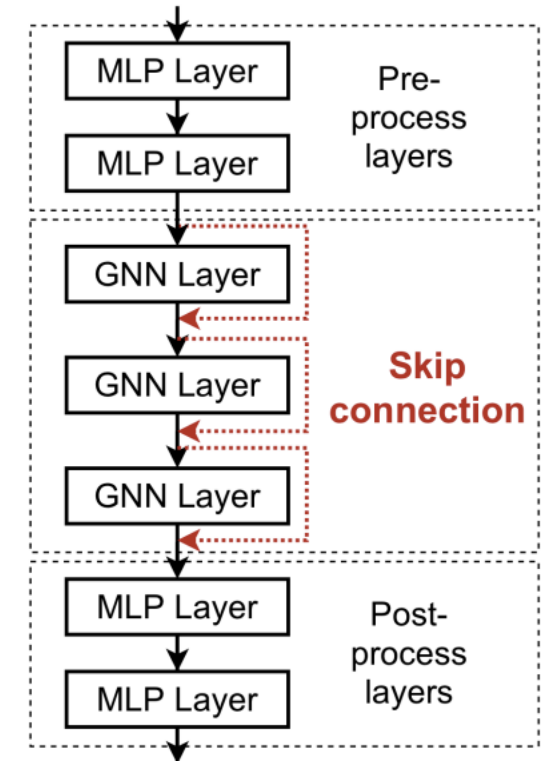 MLP Layer
MLP Layer
Pre-
process
layers
GNN Layer
GNN Layer
GNN Layer
Skip
connection
MLP Layer
MLP Layer
Post-
process
layers